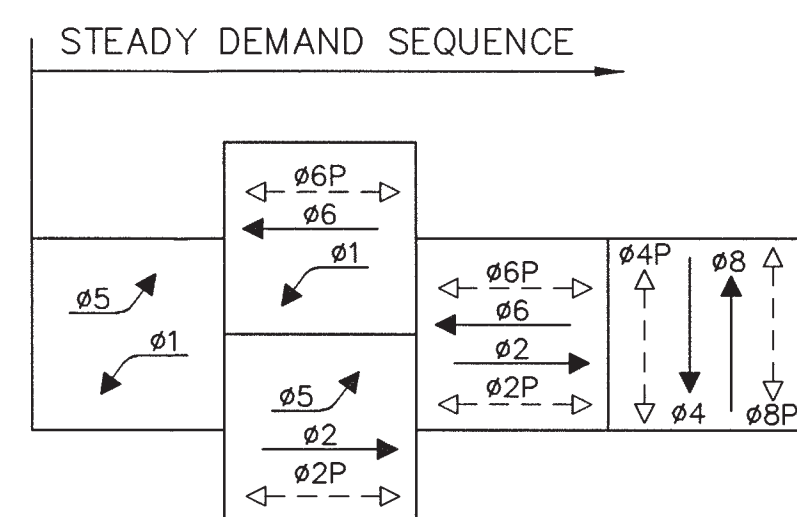 STEADY DEMAND SEQUENCE
ø5
ø1
ø6P
ø6
ø1
ø5
ø2
ø2P
ø6P
ø6
ø2
ø2P
ø4P
ø8
ø4
ø8P